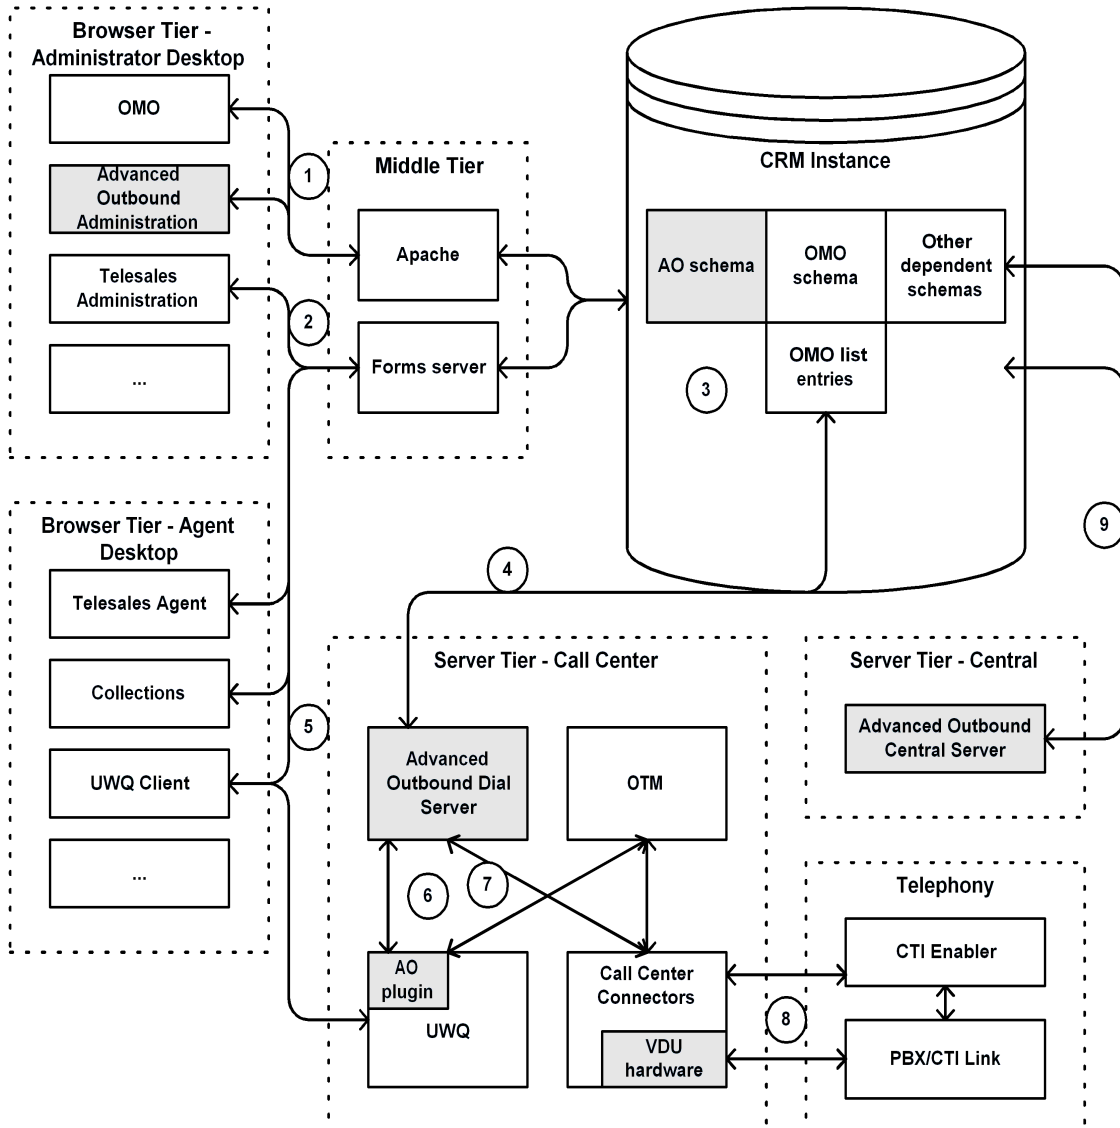 Browser Tier -
Administrator Desktop
OMO
Advanced
Outbound
Administration
Telesales
Administration
...
1
2
Middle Tier
Apache
Forms server
CRM Instance
AO schema
OMO
schema
Other
dependent
schemas
OMO list
entries
3
9
4
Browser Tier - Agent
Desktop
Telesales Agent
Collections
UWQ Client
...
5
Server Tier - Call Center
Advanced
Outbound Dial
Server
OTM
6
7
AO
plugin
UWQ
Call Center
Connectors
VDU
hardware
8
Server Tier - Central
Advanced Outbound
Central Server
Telephony
CTI Enabler
PBX/CTI Link